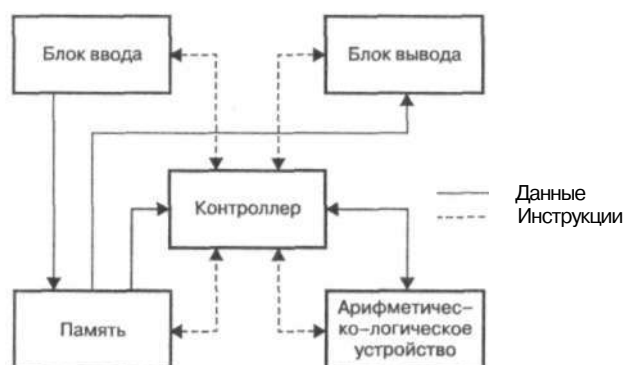 Блок ввода
Блок вывода
Контроллер
Данные
Инструкции
Память
Арифметичес–
ко–логическое
устройство